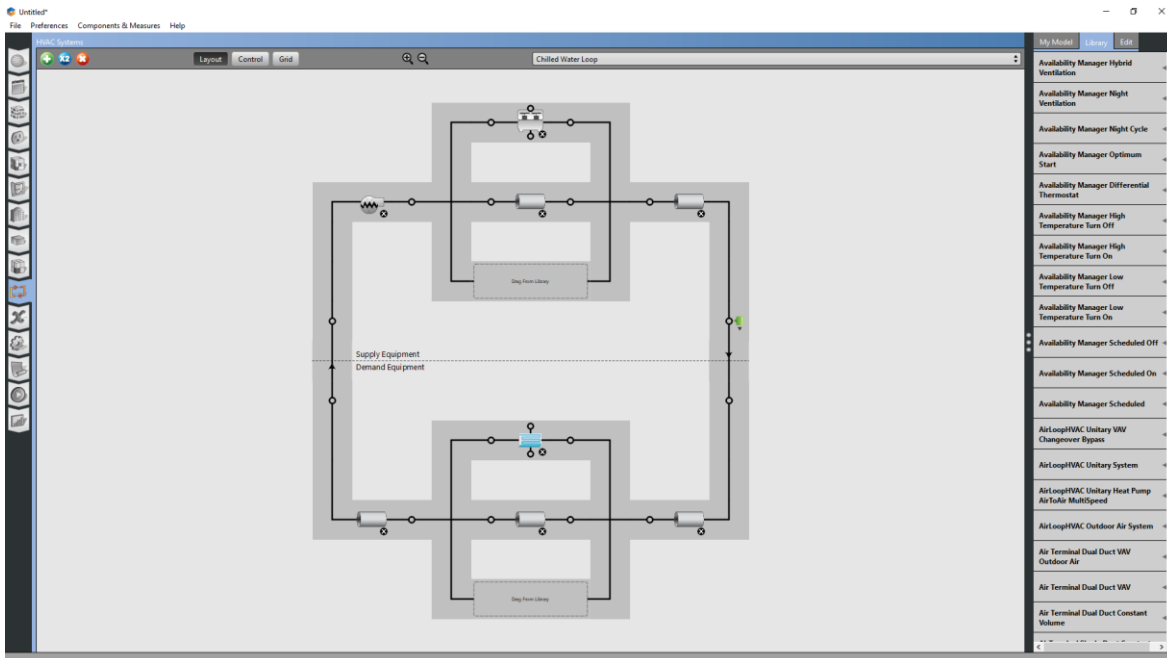 Untitled*
File Preferences Components & Measures Help
HVAC Systems
Layout Control Grid
Chilled Water Loop
My Model Library Edit
Drag From Library
Supply Equipment
Demand Equipment
Drag From Library
Availability Manager Hybrid
Ventilation
Availability Manager Night
Ventilation
Availability Manager Night Cycle
Availability Manager Optimum
Start
Availability Manager Differential
Thermostat
Availability Manager High
Temperature Turn Off
Availability Manager High
Temperature Turn On
Availability Manager Low
Temperature Turn Off
Availability Manager Low
Temperature Turn On
Availability Manager Scheduled Off
Availability Manager Scheduled On
Availability Manager Scheduled
AirLoopHVAC Unitary VAV
Changeover Bypass
AirLoopHVAC Unitary System
AirLoopHVAC Unitary Heat Pump
AirToAir MultiSpeed
AirLoopHVAC Outdoor Air System
Air Terminal Dual Duct VAV
Outdoor Air
Air Terminal Dual Duct VAV
Air Terminal Dual Duct Constant
Volume